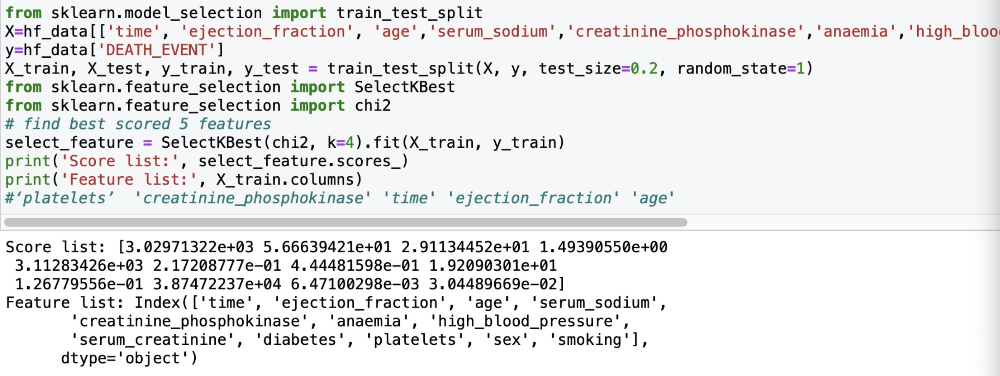 from sklearn.model_selection import train_test_split
X=hf_data[['time', 'ejection_fraction', 'age','serum_sodium','creatinine_phosphokinase','anaemia','high_bloo
y=hf_data['DEATH_EVENT']
X_train, X_test, y_train, y_test = train_test_split(X, y, test_size=0.2, random_state=1)
from sklearn.feature_selection import SelectKBest
from sklearn.feature_selection import chi2
# find best scored 5 features
select_feature = SelectKBest(chi2, k=4).fit(X_train, y_train)
print('Score list:', select_feature.scores_)
print('Feature list:', X_train.columns)
#‘platelets’  'creatinine_phosphokinase' 'time' 'ejection_fraction' 'age'
Score list: [3.02971322e+03 5.66639421e+01 2.91134452e+01 1.49390550e+00
 3.11283426e+03 2.17208777e-01 4.44481598e-01 1.92090301e+01
 1.26779556e-01 3.87472237e+04 6.47100298e-03 3.04489669e-02]
Feature list: Index(['time', 'ejection_fraction', 'age', 'serum_sodium',
       'creatinine_phosphokinase', 'anaemia', 'high_blood_pressure',
       'serum_creatinine', 'diabetes', 'platelets', 'sex', 'smoking'],
      dtype='object')